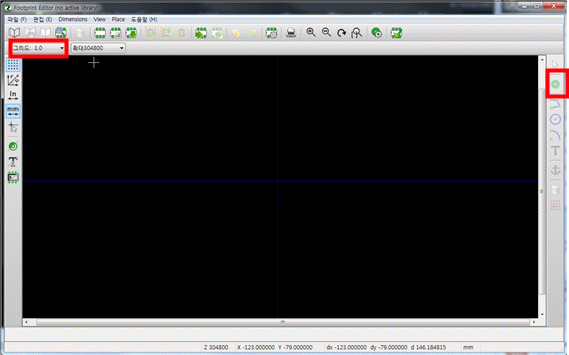 Footprint Editor (no active library)
파일 (F) 편집 (E) Dimensions View Place 도움말 (H)
그리드: 1.0 확대304800
In
mm
T
T
Z 304800 X -123.000000 Y -79.000000 dx -123.000000 dy -79.000000 d 146.184815 mm